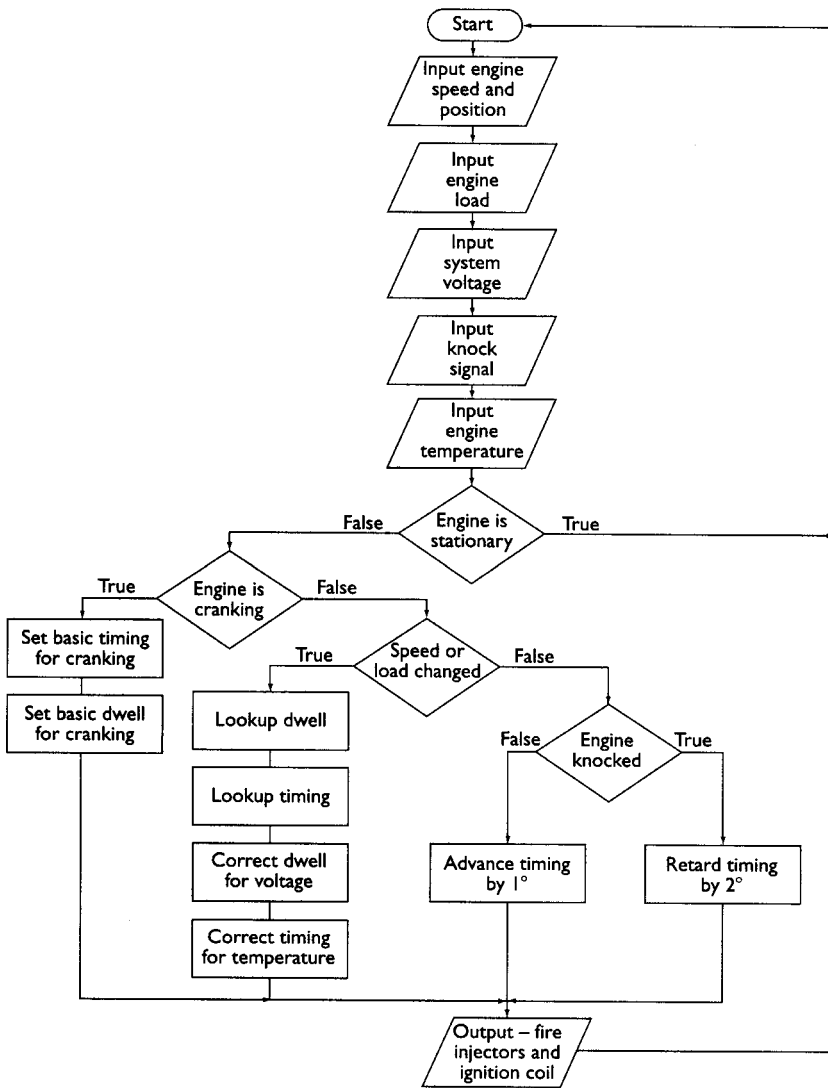 Start
Input engine
speed and
position
Input
engine
load
Input
system
voltage
Input
knock
signal
Input
engine
temperature
False
Engine is
stationary
True
True
Engine is
cranking
False
Set basic timing
for cranking
Set basic dwell
for cranking
True
Speed or
load changed
False
Lookup dwell
Lookup timing
Correct dwell
for voltage
Correct timing
for temperature
False
Engine
knocked
True
Advance timing
by 1°
Retard timing
by 2°
Output – fire
injectors and
ignition coil